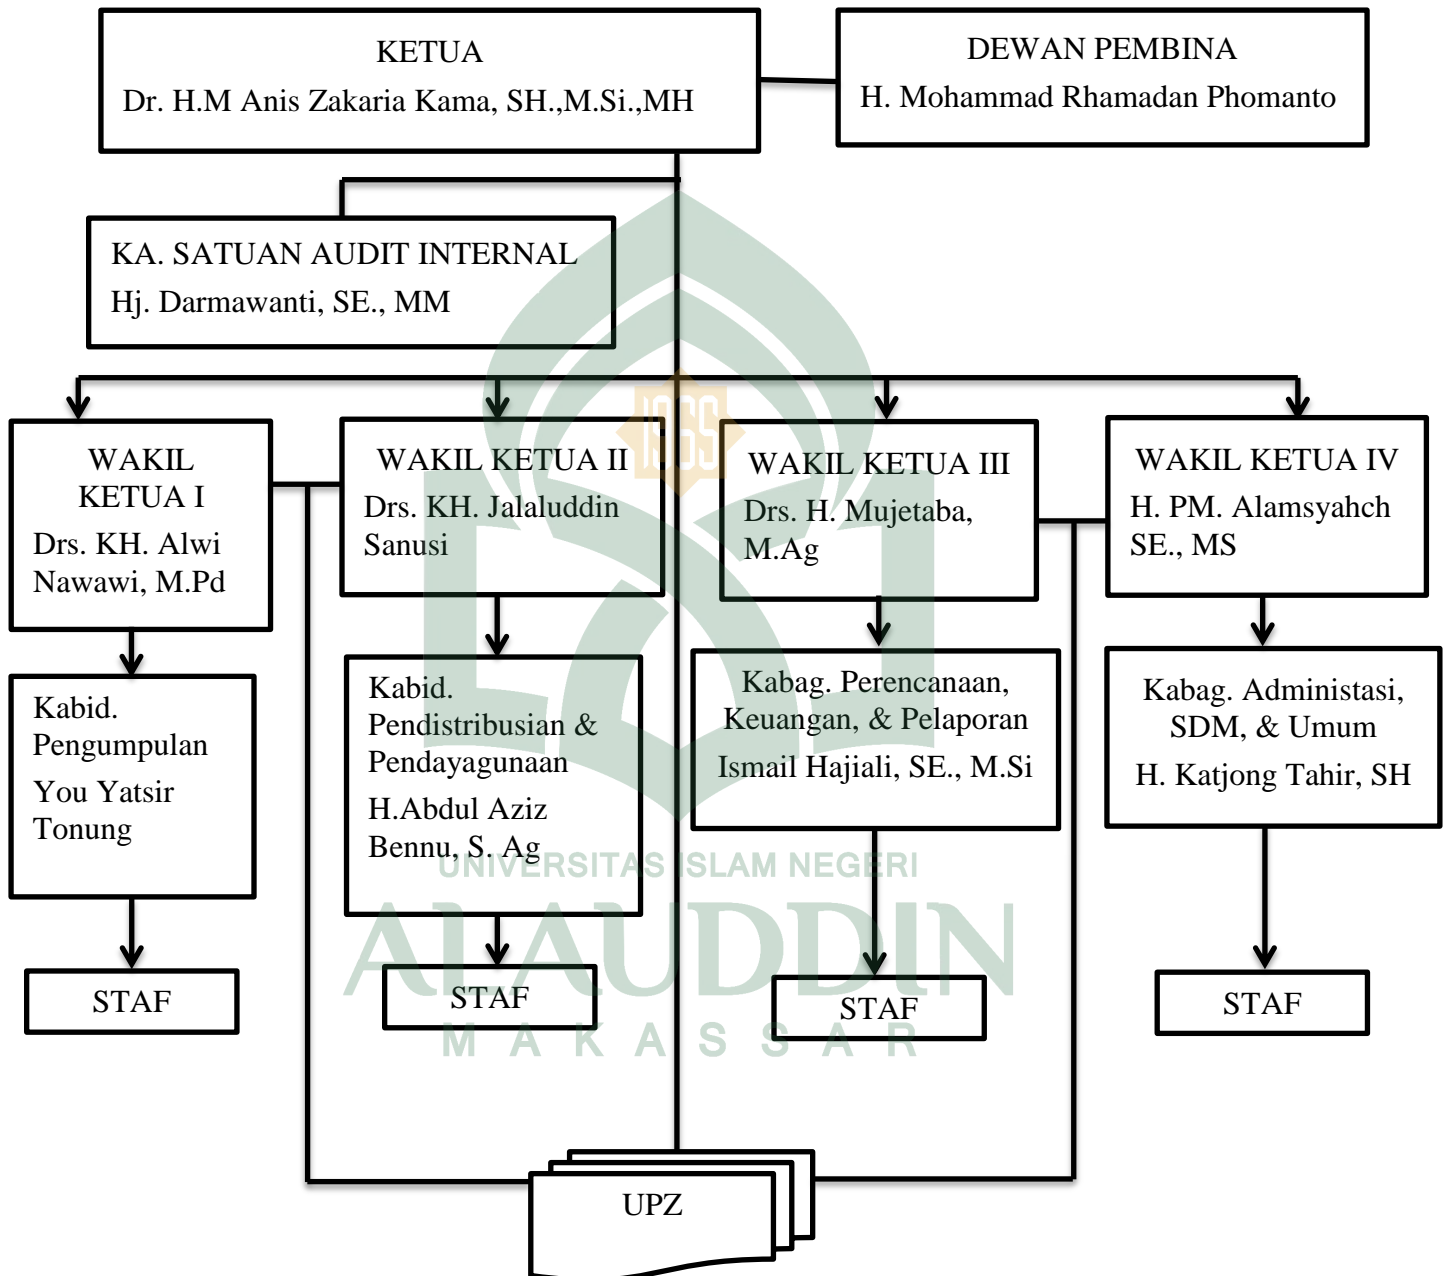 KETUA
Dr. H.M Anis Zakaria Kama, SH.,M.Si.,MH
DEWAN PEMBINA
H. Mohammad Rhamadan Phomanto
KA. SATUAN AUDIT INTERNAL
Hj. Darmawanti, SE., MM
WAKIL
KETUA I
Drs. KH. Alwi
Nawawi, M.Pd
WAKIL KETUA II
Drs. KH. Jalaluddin
Sanusi
WAKIL KETUA III
Drs. H. Mujetaba,
M.Ag
WAKIL KETUA IV
H. PM. Alamsyahch
SE., MS
Kabid.
Pengumpulan
You Yatsir
Tonung
Kabid.
Pendistribusian &
Pendayagunaan
H.Abdul Aziz
Bennu, S. Ag
Kabag. Perencanaan,
Keuangan, & Pelaporan
Ismail Hajiali, SE., M.Si
Kabag. Administasi,
SDM, & Umum
H. Katjong Tahir, SH
STAF
STAF
STAF
STAF
UPZ
1965
UNIVERSITAS ISLAM NEGERI
ALAUDDIN
MAKASSAR